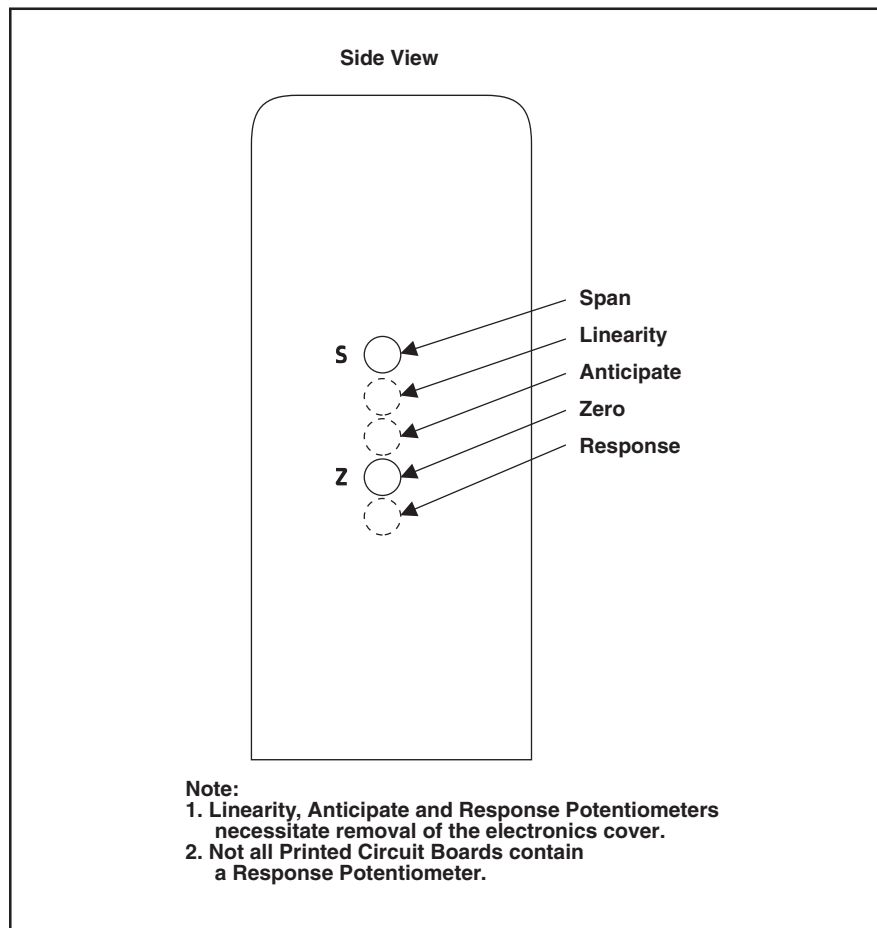 Side View
Span
Linearity
S
Anticipate
Zero
Response
Z
Note:
1. Linearity, Anticipate and Response Potentiometers
necessitate removal of the electronics cover.
2. Not all Printed Circuit Boards contain
a Response Potentiometer.